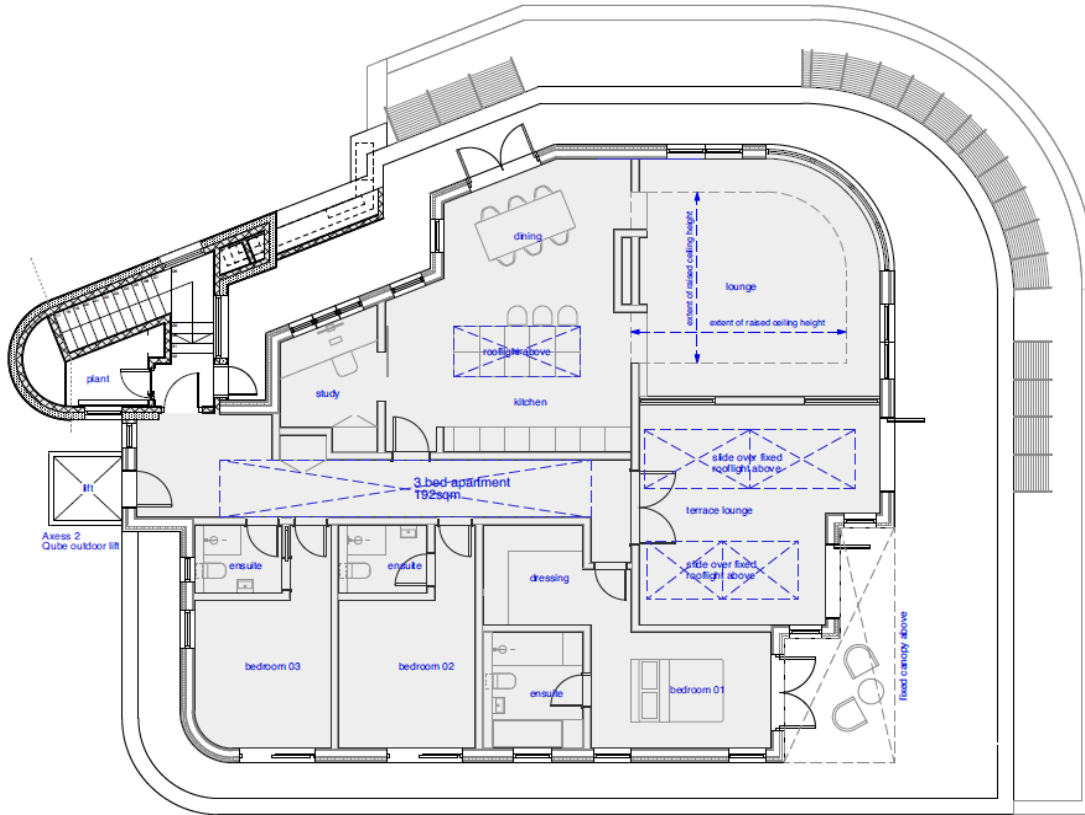 dining
lounge
extent of raised ceiling height
extent of raised ceiling height
rooflight above
plant
study
kitchen
slide over fixed
rooflight above
lift
3 bed apartment
192sqm
terrace lounge
Axess 2
Qube outdoor lift
ensuite
ensuite
dressing
slide over fixed
rooflight above
fixed canopy above
bedroom 03
bedroom 02
ensuite
bedroom 01